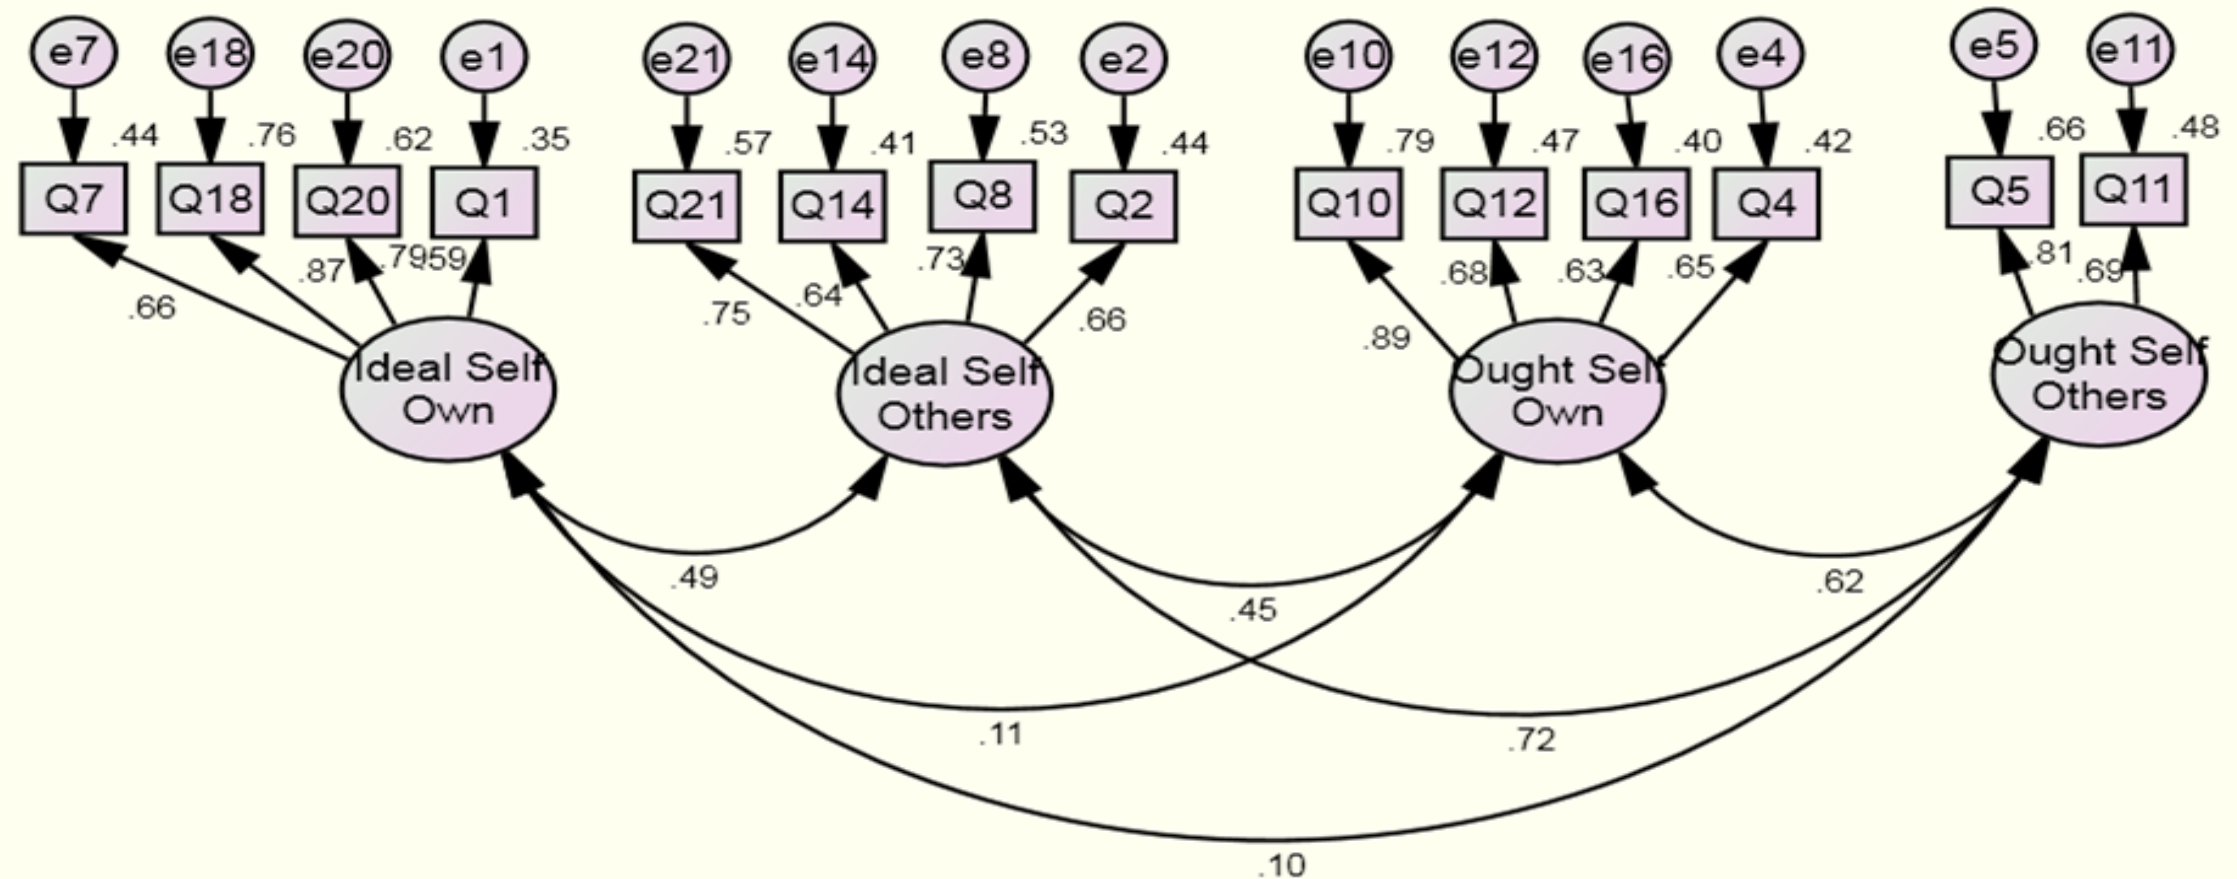 e7 e18 e20 e1 e21 e14 e8 e2 e10 e12 e16 e4 e5 e11
.44 .76 .62 .35 .57 .41 .53 .44 .79 .47 .40 .42 .66 .48
Q7 Q18 Q20 Q1 Q21 Q14 Q8 Q2 Q10 Q12 Q16 Q4 Q5 Q11
.66 .87 .79 .59 .75 .64 .73 .66 .89 .68 .63 .65 .81 .69
Ideal Self
Own
Ideal Self
Others
Ought Self
Own
Ought Self
Others
.49
.45
.62
.11
.72
.10